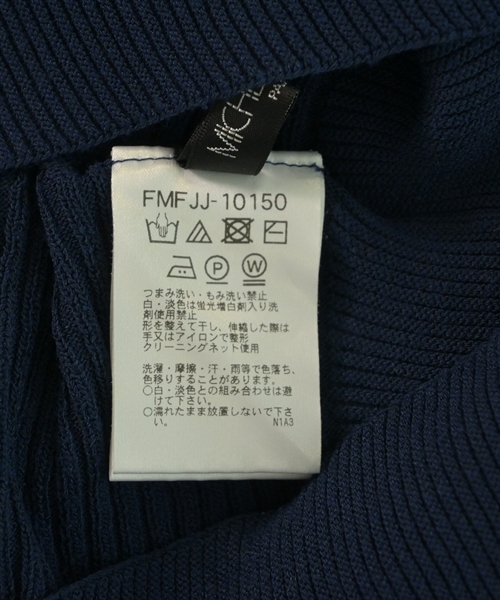 MICHE
PA
FMFJJ-10150
P W
つまみ洗い・もみ洗い禁止
白・淡色は蛍光増白剤入り洗
剤使用禁止
形を整えて干し、伸縮した際は
手又はアイロンで整形
クリーニングネット使用
洗濯・摩擦・汗・雨等で色落ち、
色移りすることがあります。
○白・淡色との組み合わせは避
けて下さい。
○濡れたまま放置しないで下さ
い。 N1A3